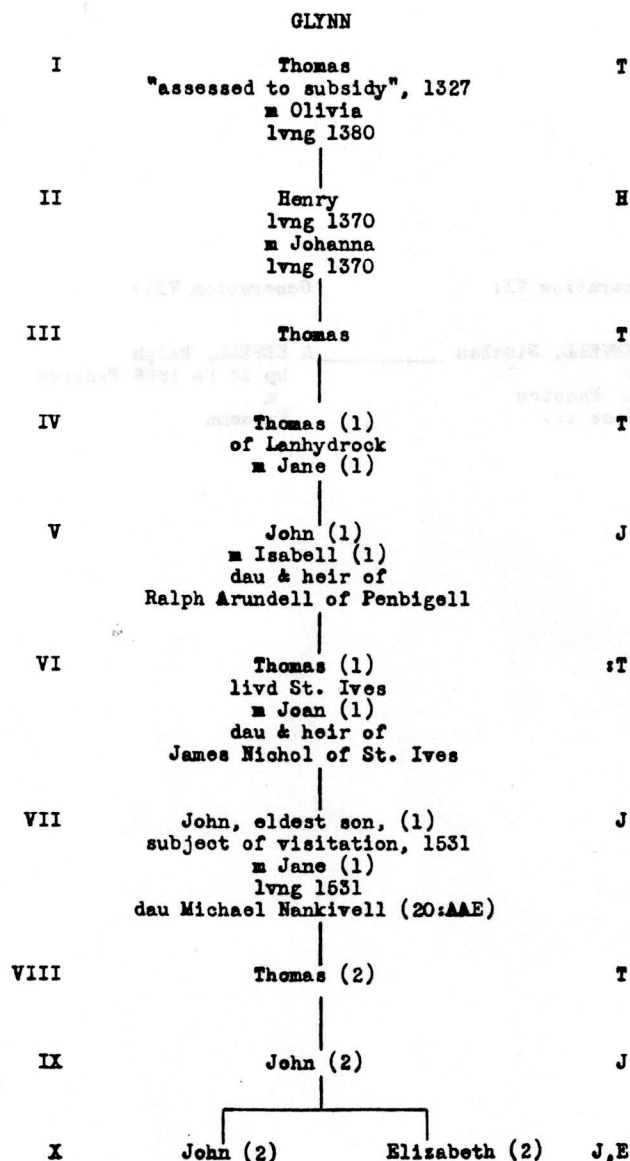 GLYNN
I Thomas T
"assessed to subsidy", 1327
m Olivia
lvng 1380
II Henry H
lvng 1370
m Johanna
lvng 1370
III Thomas T
IV Thomas (1) T
of Lanhydrock
m Jane (1)
V John (1) J
m Isabell (1)
dau & heir of
Ralph Arundell of Penbigell
VI Thomas (1) :T
livd St. Ives
m Joan (1)
dau & heir of
James Nichol of St. Ives
VII John, eldest son, (1) J
subject of visitation, 1531
m Jane (1)
lvng 1531
dau Michael Nankivell (20:AAE)
VIII Thomas (2) T
IX John (2) J
X John (2) Elizabeth (2) J,E